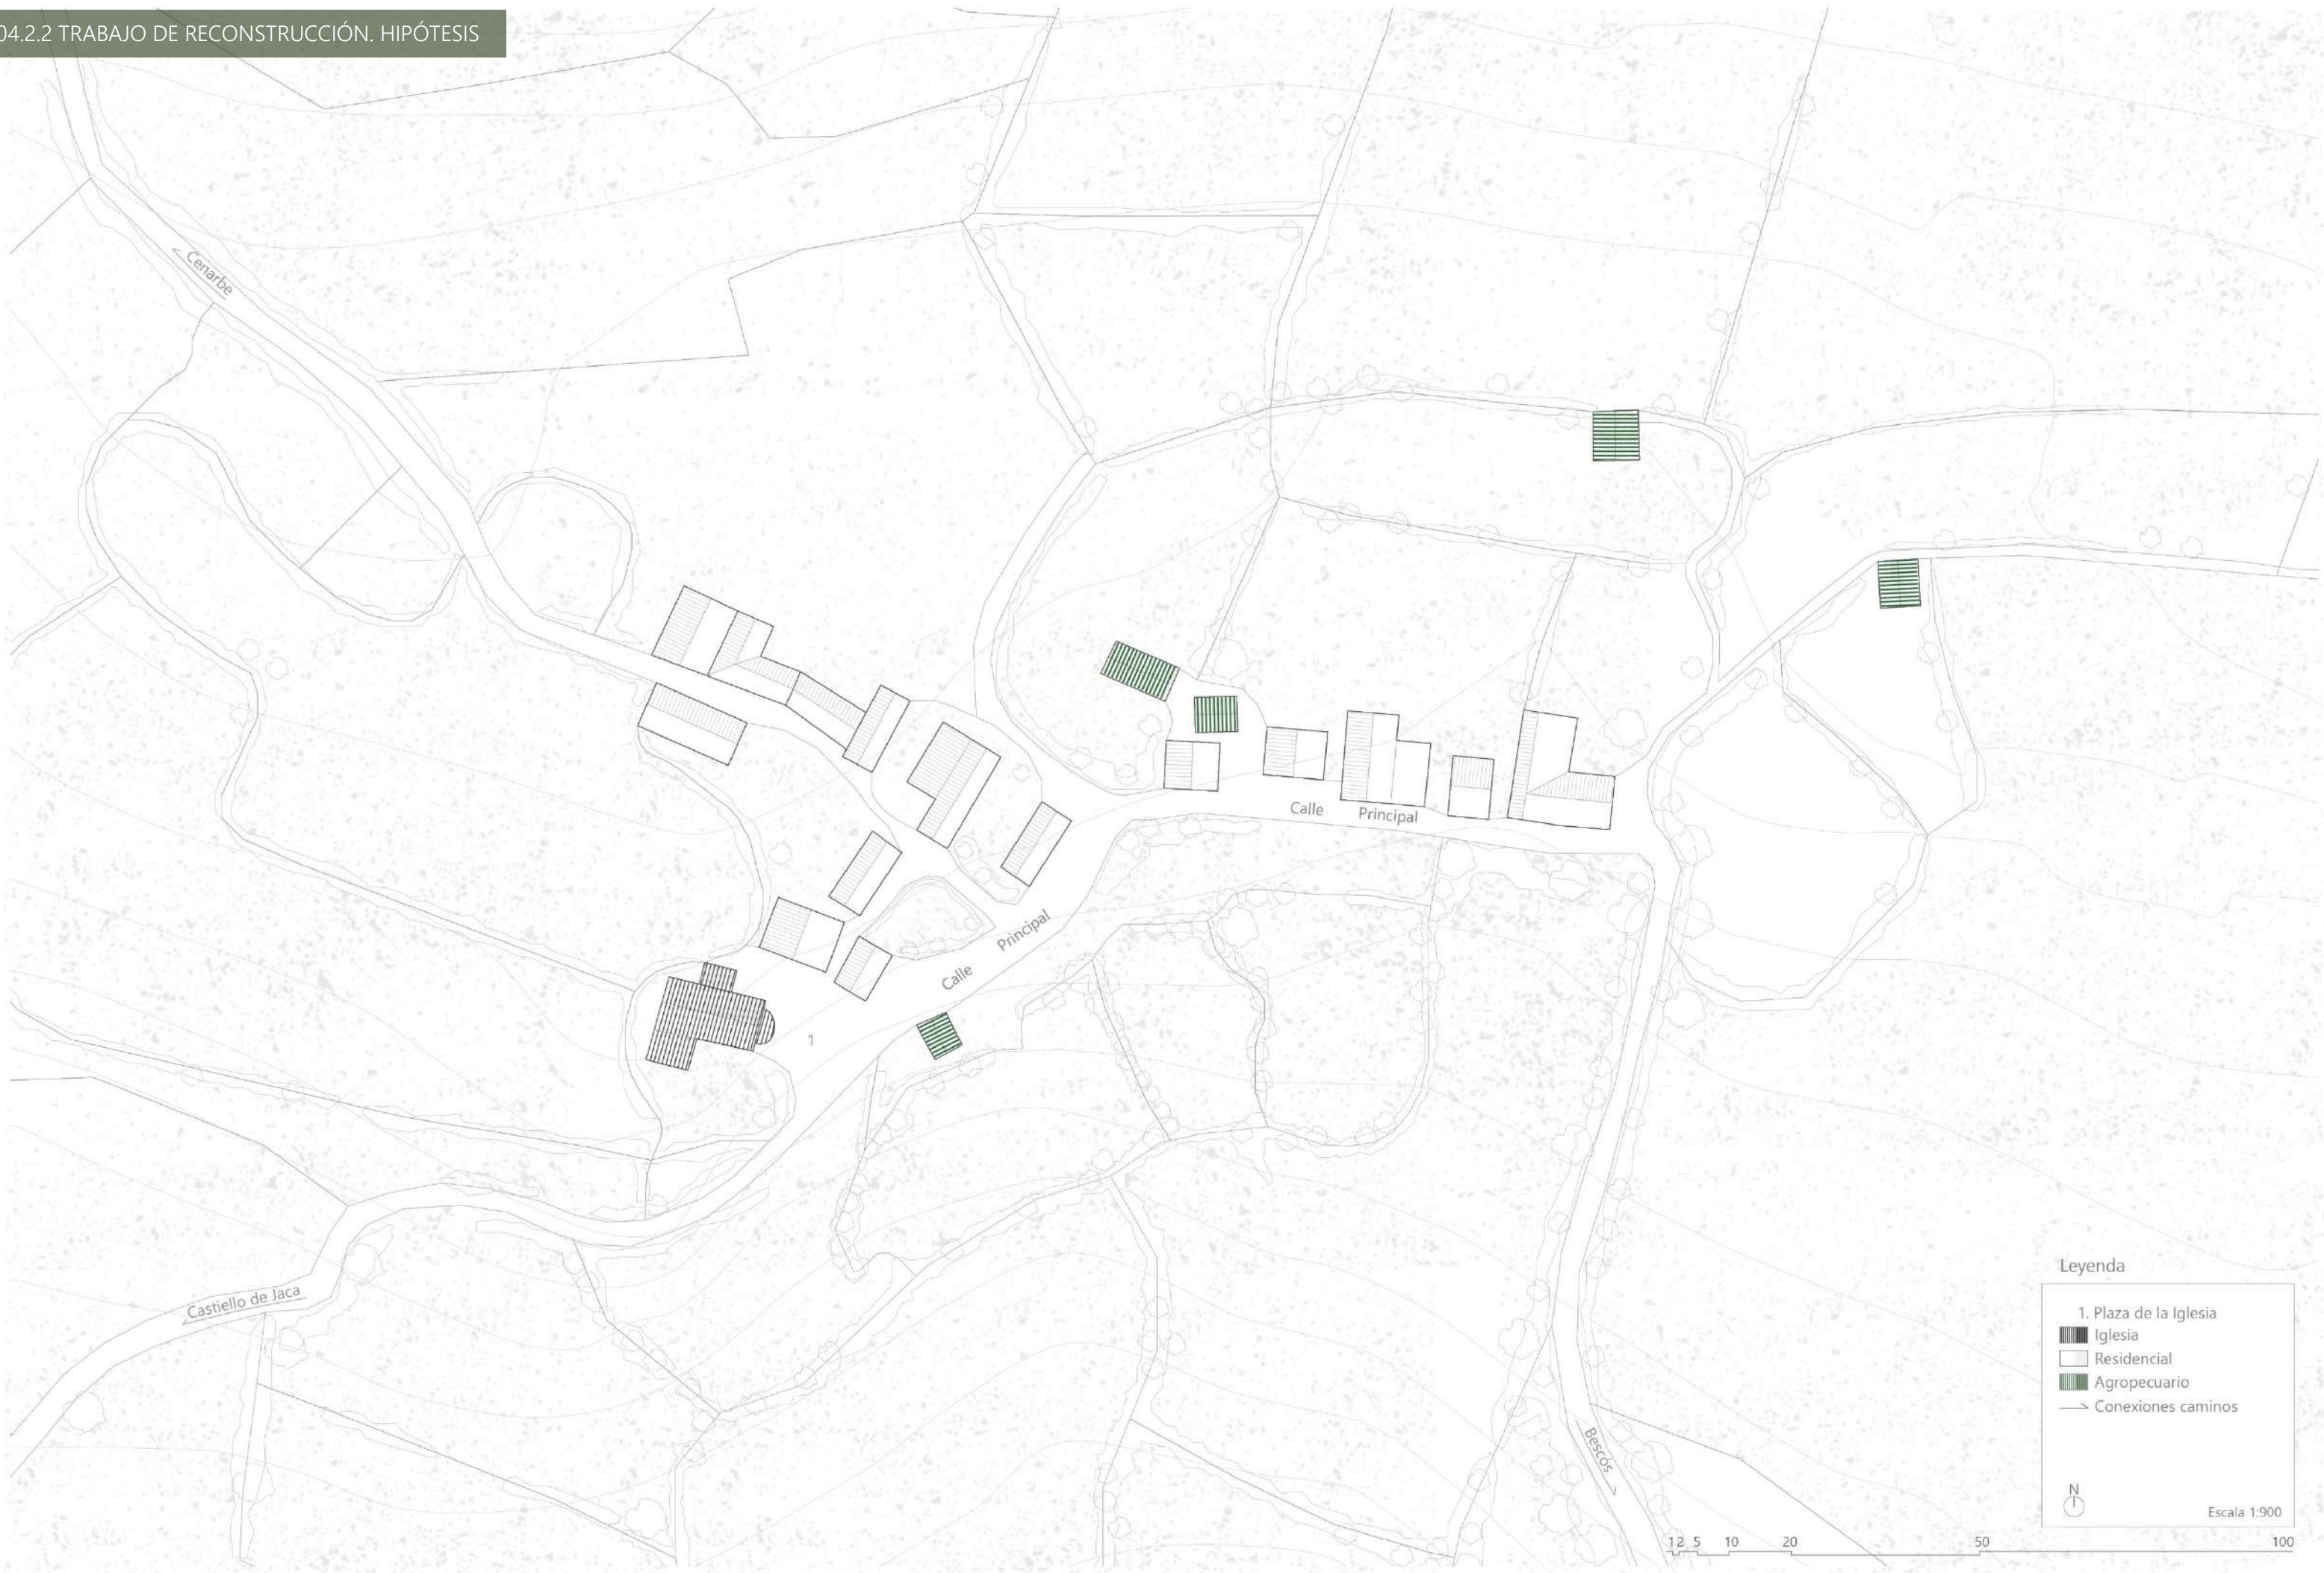 04.2.2 TRABAJO DE RECONSTRUCCIÓN. HIPÓTESIS
Cenarbe
Calle Principal
Calle Principal
1
Castiello de Jaca
Bescós
Leyenda
1. Plaza de la Iglesia
Iglesia
Residencial
Agropecuario
Conexiones caminos
N
Escala 1:900
1 2 5 10 20 50 100